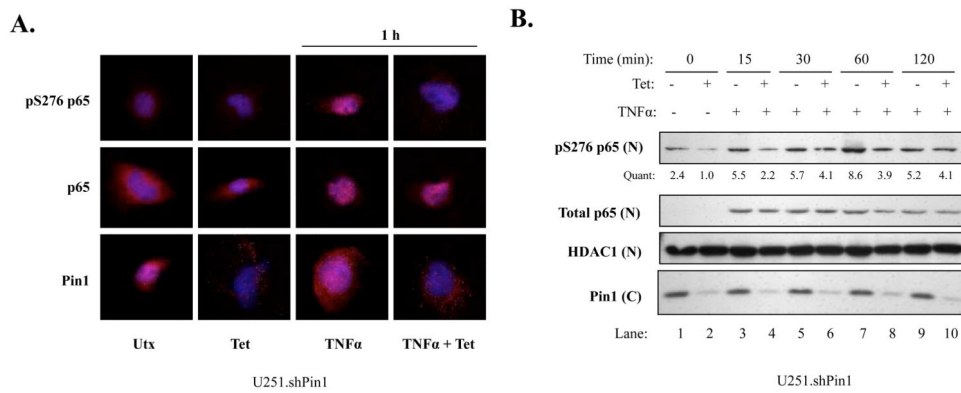 A.
1 h
pS276 p65
p65
Pin1
Utx
Tet
TNFα
TNFα + Tet
U251.shPin1
B.
Time (min): 0 15 30 60 120
Tet: - + - + - + - + - +
TNFα: - - + + + + + + + +
pS276 p65 (N)
Quant: 2.4 1.0 5.5 2.2 5.7 4.1 8.6 3.9 5.2 4.1
Total p65 (N)
HDAC1 (N)
Pin1 (C)
Lane: 1 2 3 4 5 6 7 8 9 10
U251.shPin1